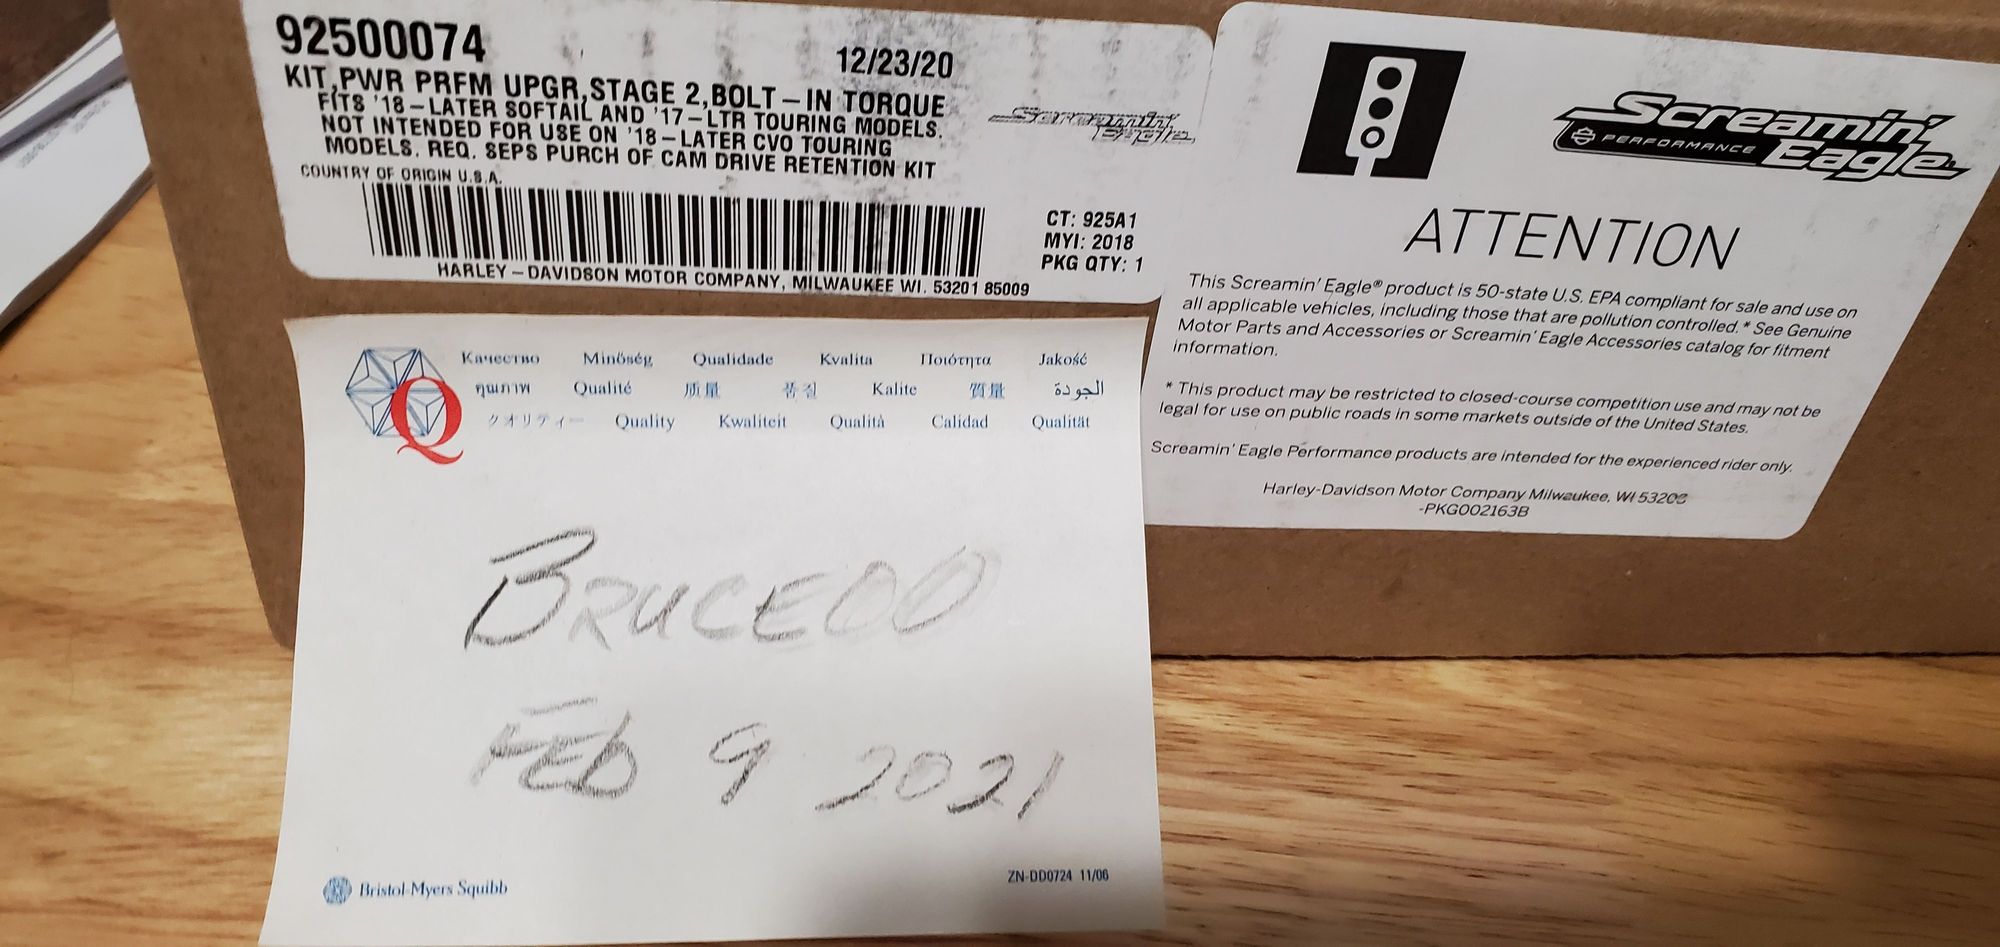 92500074
12/23/20
KIT,PWR PRFM UPGR,STAGE 2,BOLT-IN TORQUE
FITS '18-LATER SOFTAIL AND '17-LTR TOURING MODELS.
NOT INTENDED FOR USE ON '18-LATER CVO TOURING
MODELS. REQ. SEPS PURCH OF CAM DRIVE RETENTION KIT
COUNTRY OF ORIGIN U.S.A.
Screamin' Eagle
CT: 925A1
MYI: 2018
PKG QTY: 1
HARLEY-DAVIDSON MOTOR COMPANY, MILWAUKEE WI. 53201 85009
Screamin'
Eagle
PERFORMANCE
ATTENTION
This Screamin' Eagle® product is 50-state U.S. EPA compliant for sale and use on
all applicable vehicles, including those that are pollution controlled.* See Genuine
Motor Parts and Accessories or Screamin' Eagle Accessories catalog for fitment
information.
* This product may be restricted to closed-course competition use and may not be
legal for use on public roads in some markets outside of the United States.
Screamin' Eagle Performance products are intended for the experienced rider only.
Harley-Davidson Motor Company Milwaukee, WI 53208
-PKG002163B
Q
Качество Minőség Qualidade Kvalita Ποιότητα Jakość
คุณภาพ Qualité 质量 품질 Kalite 質量 الجودة
クオリティー Quality Kwaliteit Qualità Calidad Qualität
BRUCE00
FEb 9 2021
Bristol-Myers Squibb
ZN-DD0724 11/06